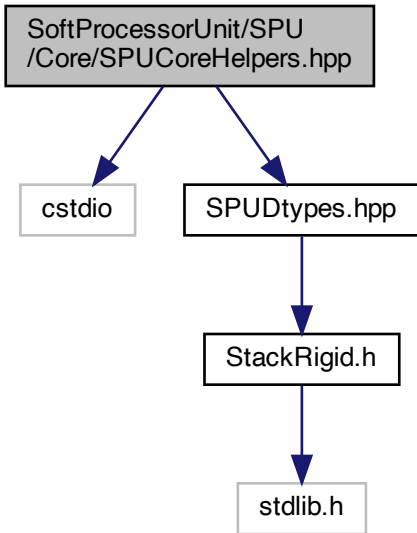 SoftProcessorUnit/SPU
/Core/SPUCoreHelpers.hpp
cstdio
SPUDtypes.hpp
StackRigid.h
stdlib.h